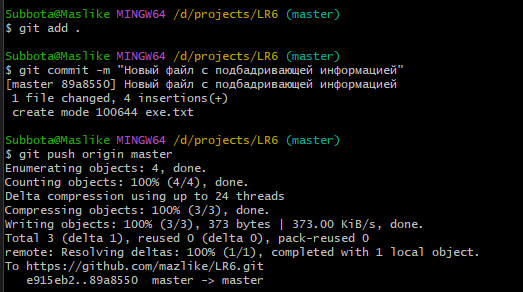 Subbota@Maslike MINGW64 /d/projects/LR6 (master)
$ git add .
Subbota@Maslike MINGW64 /d/projects/LR6 (master)
$ git commit -m "Новый файл с подбадривающей информацией"
[master 89a8550] Новый файл с подбадривающей информацией
 1 file changed, 4 insertions(+)
 create mode 100644 exe.txt
Subbota@Maslike MINGW64 /d/projects/LR6 (master)
$ git push origin master
Enumerating objects: 4, done.
Counting objects: 100% (4/4), done.
Delta compression using up to 24 threads
Compressing objects: 100% (3/3), done.
Writing objects: 100% (3/3), 373 bytes | 373.00 KiB/s, done.
Total 3 (delta 1), reused 0 (delta 0), pack-reused 0
remote: Resolving deltas: 100% (1/1), completed with 1 local object.
To https://github.com/mazlike/LR6.git
   e915eb2..89a8550  master -> master